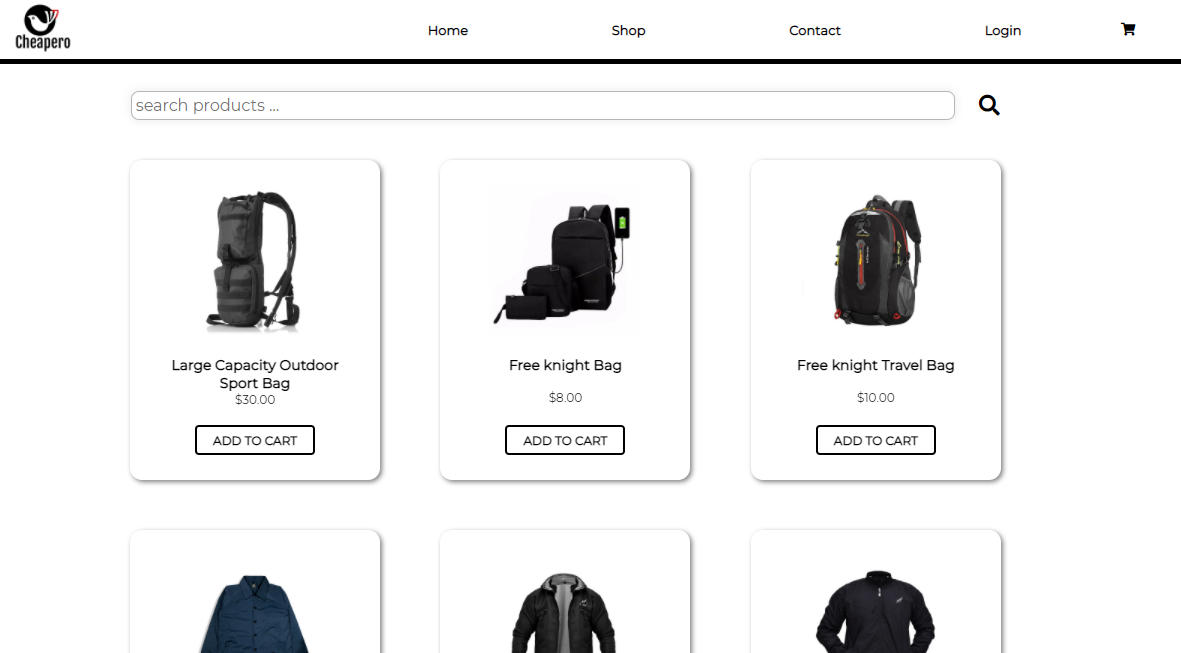 Cheapero
Home
Shop
Contact
Login
search products ...
Large Capacity Outdoor
Sport Bag
$30.00
ADD TO CART
Free knight Bag
$8.00
ADD TO CART
Free knight Travel Bag
$10.00
ADD TO CART